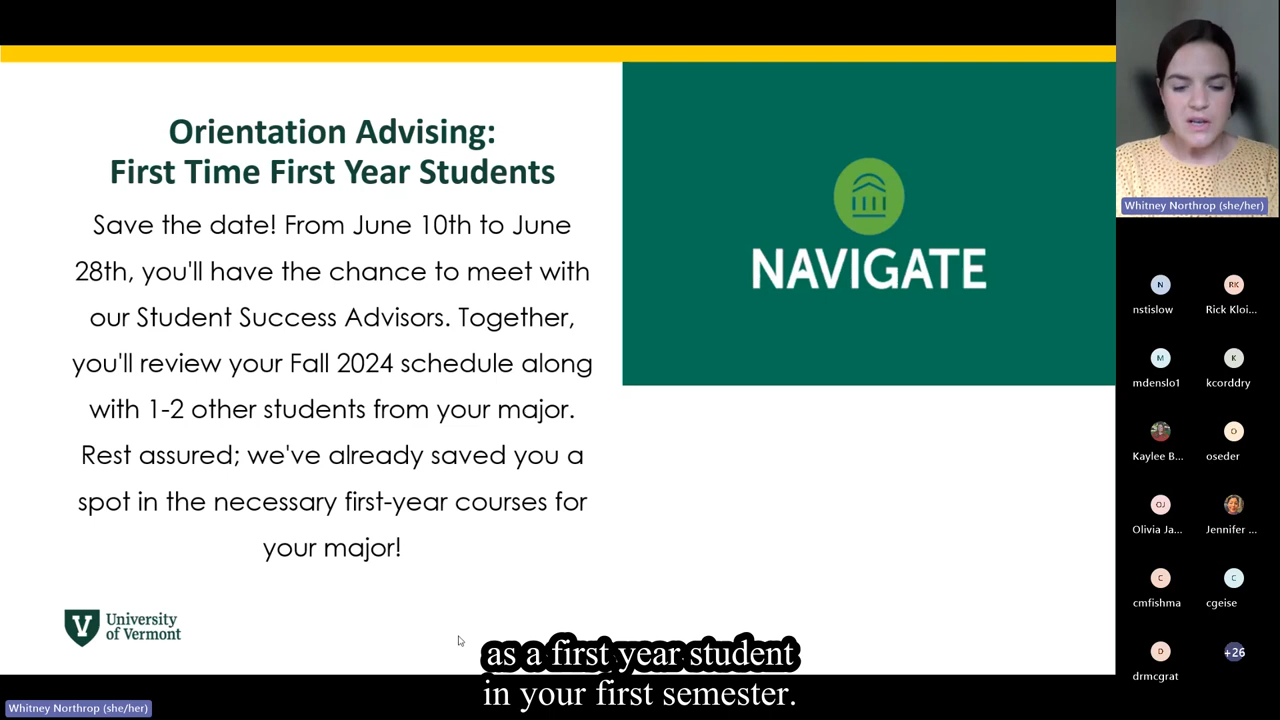 Orientation Advising:
First Time First Year Students
Save the date! From June 10th to June
28th, you'll have the chance to meet with
our Student Success Advisors. Together,
you'll review your Fall 2024 schedule along
with 1-2 other students from your major.
Rest assured; we've already saved you a
spot in the necessary first-year courses for
your major!
NAVIGATE
University
of Vermont
as a first year student
in your first semester.
Whitney Northrop (she/her)
Whitney Northrop (she/her)
N
RK
nstislow
Rick Kloi...
M
K
mdenslo1
kcorddry
O
Kaylee B...
oseder
OJ
Olivia Ja...
Jennifer ...
C
C
cmfishma
cgeise
D
+26
drmcgrat